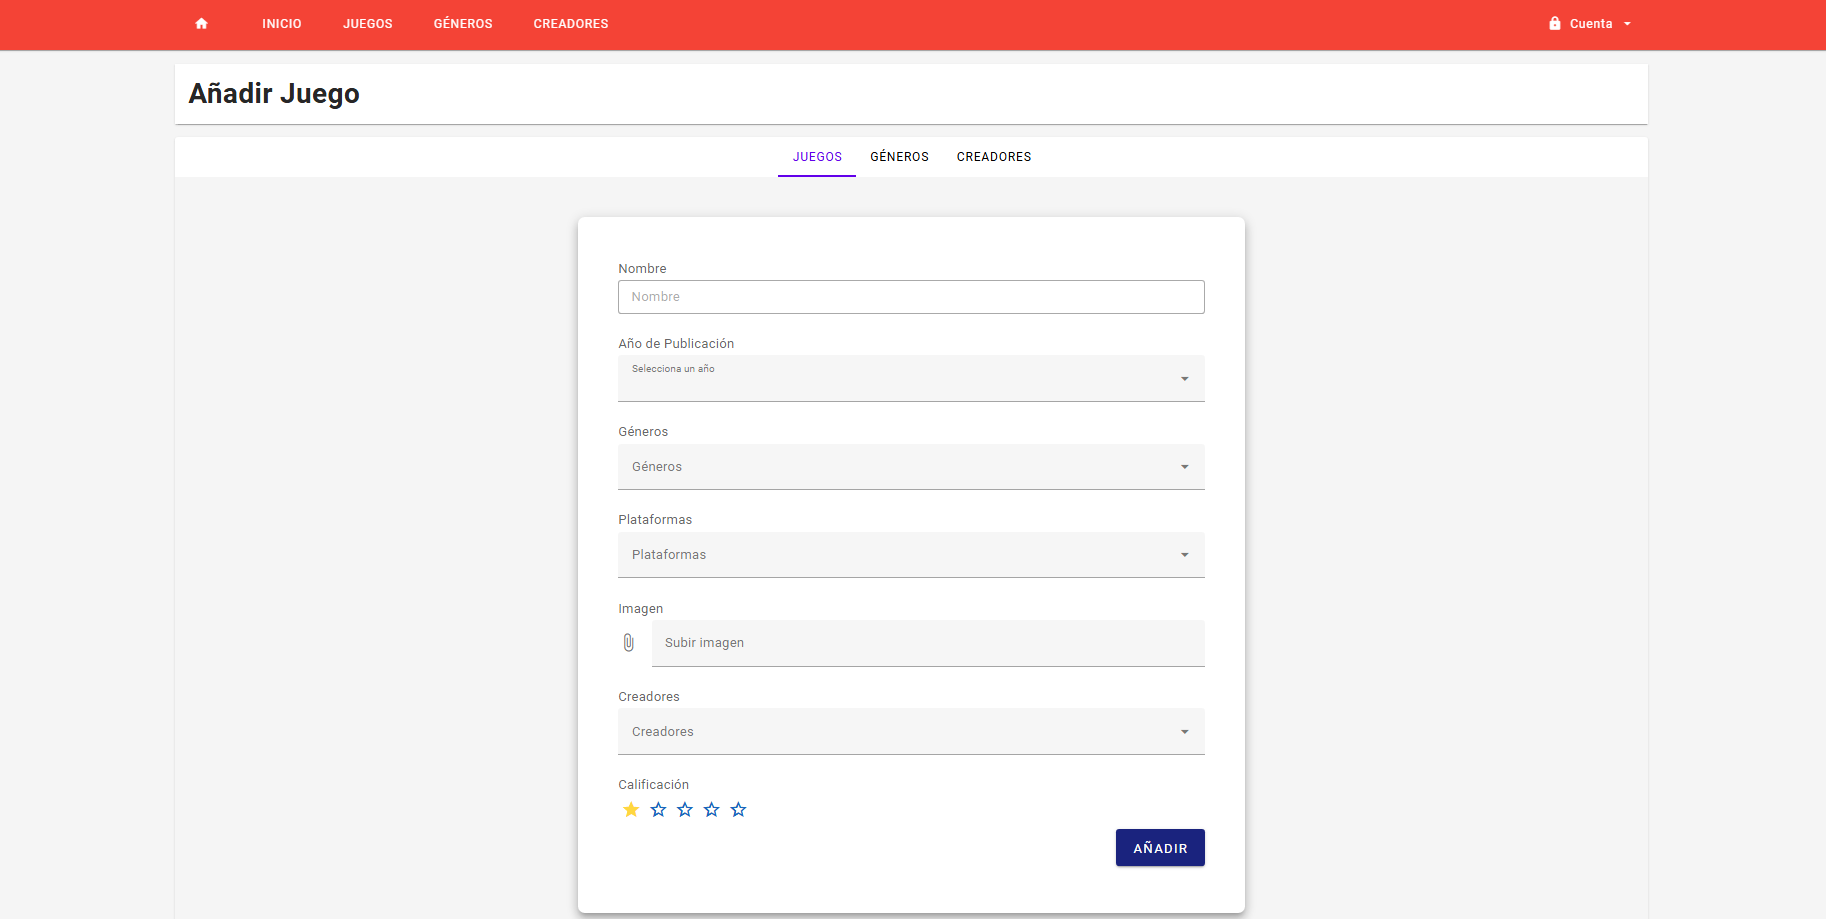 INICIO JUEGOS GÉNEROS CREADORES Cuenta
Añadir Juego
JUEGOS GÉNEROS CREADORES
Nombre
Nombre
Año de Publicación
Selecciona un año
Géneros
Géneros
Plataformas
Plataformas
Imagen
Subir imagen
Creadores
Creadores
Calificación
AÑADIR